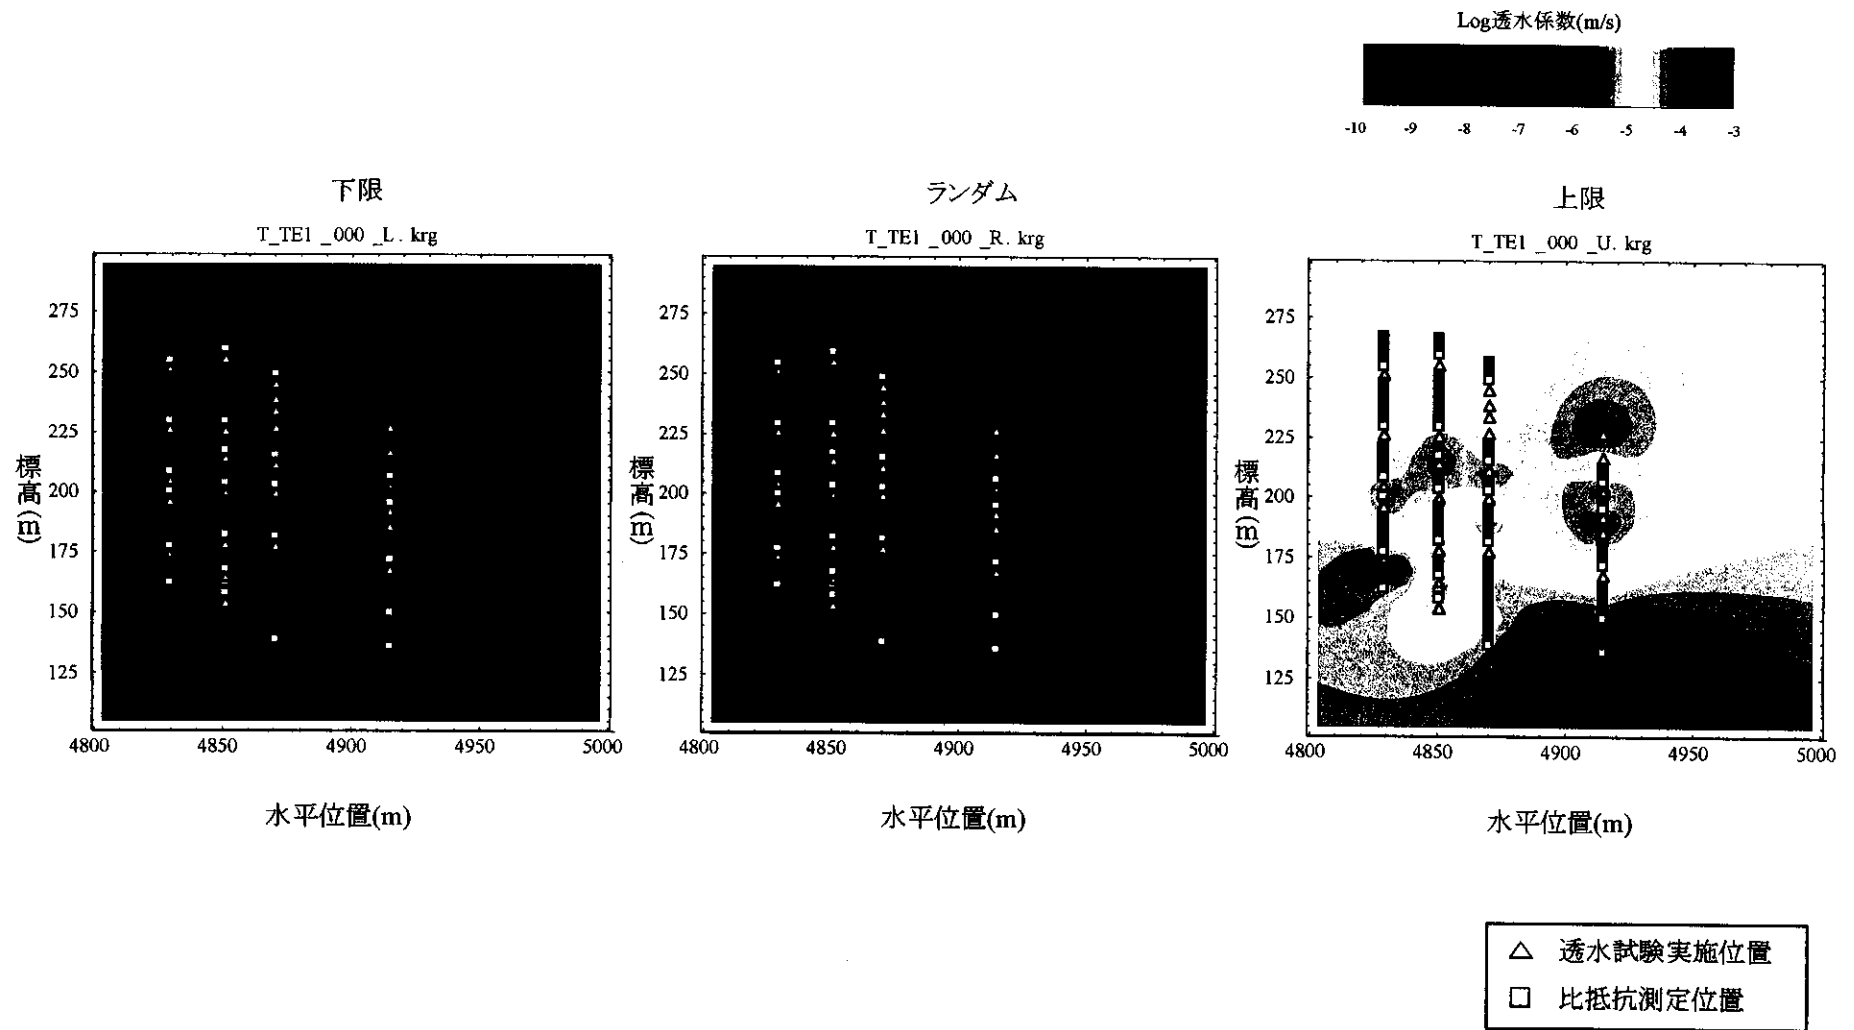 Log透水係数(m/s)
-10 -9 -8 -7 -6 -5 -4 -3
下限
T_TE1 _000 _L. krg
275
250
225
200
175
150
125
標高(m)
4800 4850 4900 4950 5000
水平位置(m)
ランダム
T_TE1 _000 _R. krg
275
250
225
200
175
150
125
標高(m)
4800 4850 4900 4950 5000
水平位置(m)
上限
T_TE1 _000 _U. krg
275
250
225
200
175
150
125
標高(m)
4800 4850 4900 4950 5000
水平位置(m)
△ 透水試験実施位置
□ 比抵抗測定位置